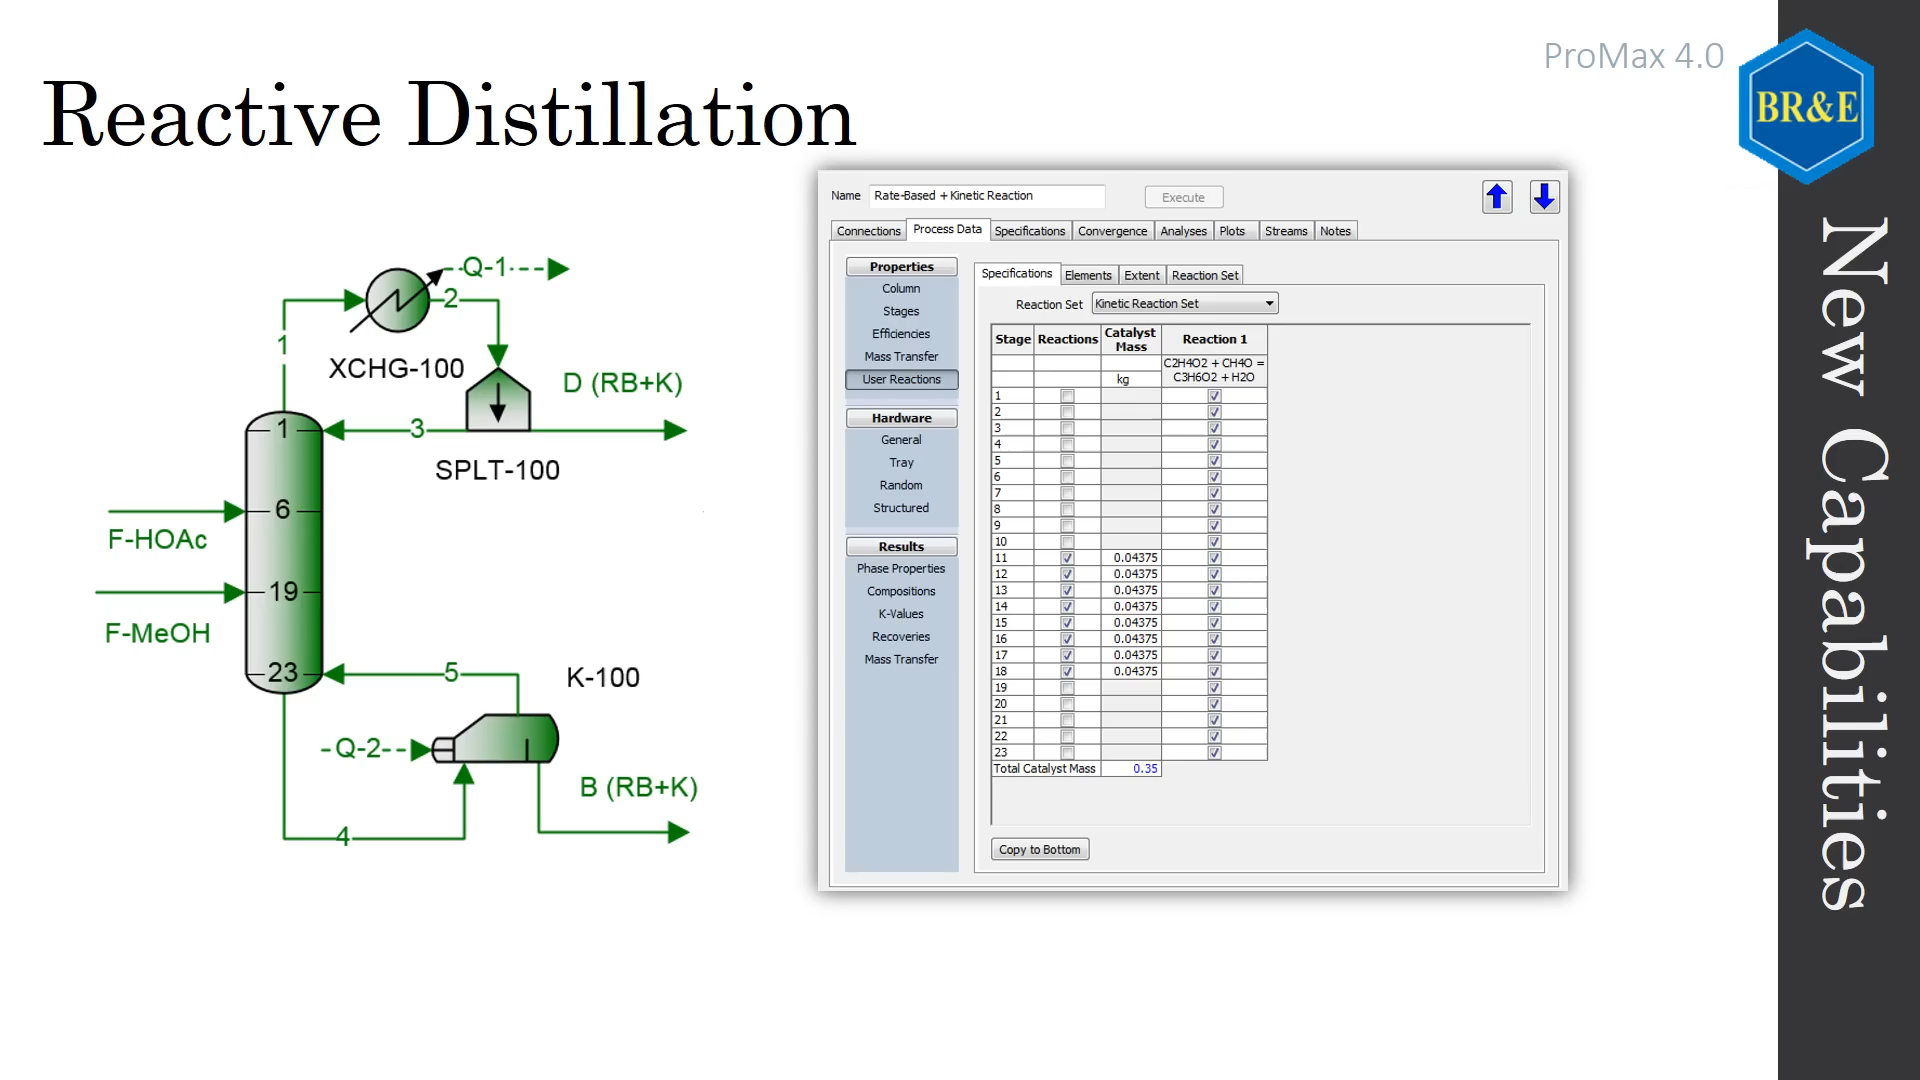 ProMax 4.0
BR&E
Reactive Distillation
New Capabilities
Q-1
2
1
XCHG-100
D (RB+K)
1
3
SPLT-100
6
F-HOAc
19
F-MeOH
23
5
K-100
Q-2
B (RB+K)
4
Name Rate-Based + Kinetic Reaction Execute
Connections Process Data Specifications Convergence Analyses Plots Streams Notes
Properties
Column
Stages
Efficiencies
Mass Transfer
User Reactions
Hardware
General
Tray
Random
Structured
Results
Phase Properties
Compositions
K-Values
Recoveries
Mass Transfer
Specifications Elements Extent Reaction Set
Reaction Set Kinetic Reaction Set
Stage Reactions Catalyst Mass Reaction 1
C2H4O2 + CH4O =
kg C3H6O2 + H2O
1
2
3
4
5
6
7
8
9
10
11 0.04375
12 0.04375
13 0.04375
14 0.04375
15 0.04375
16 0.04375
17 0.04375
18 0.04375
19
20
21
22
23
Total Catalyst Mass 0.35
Copy to Bottom